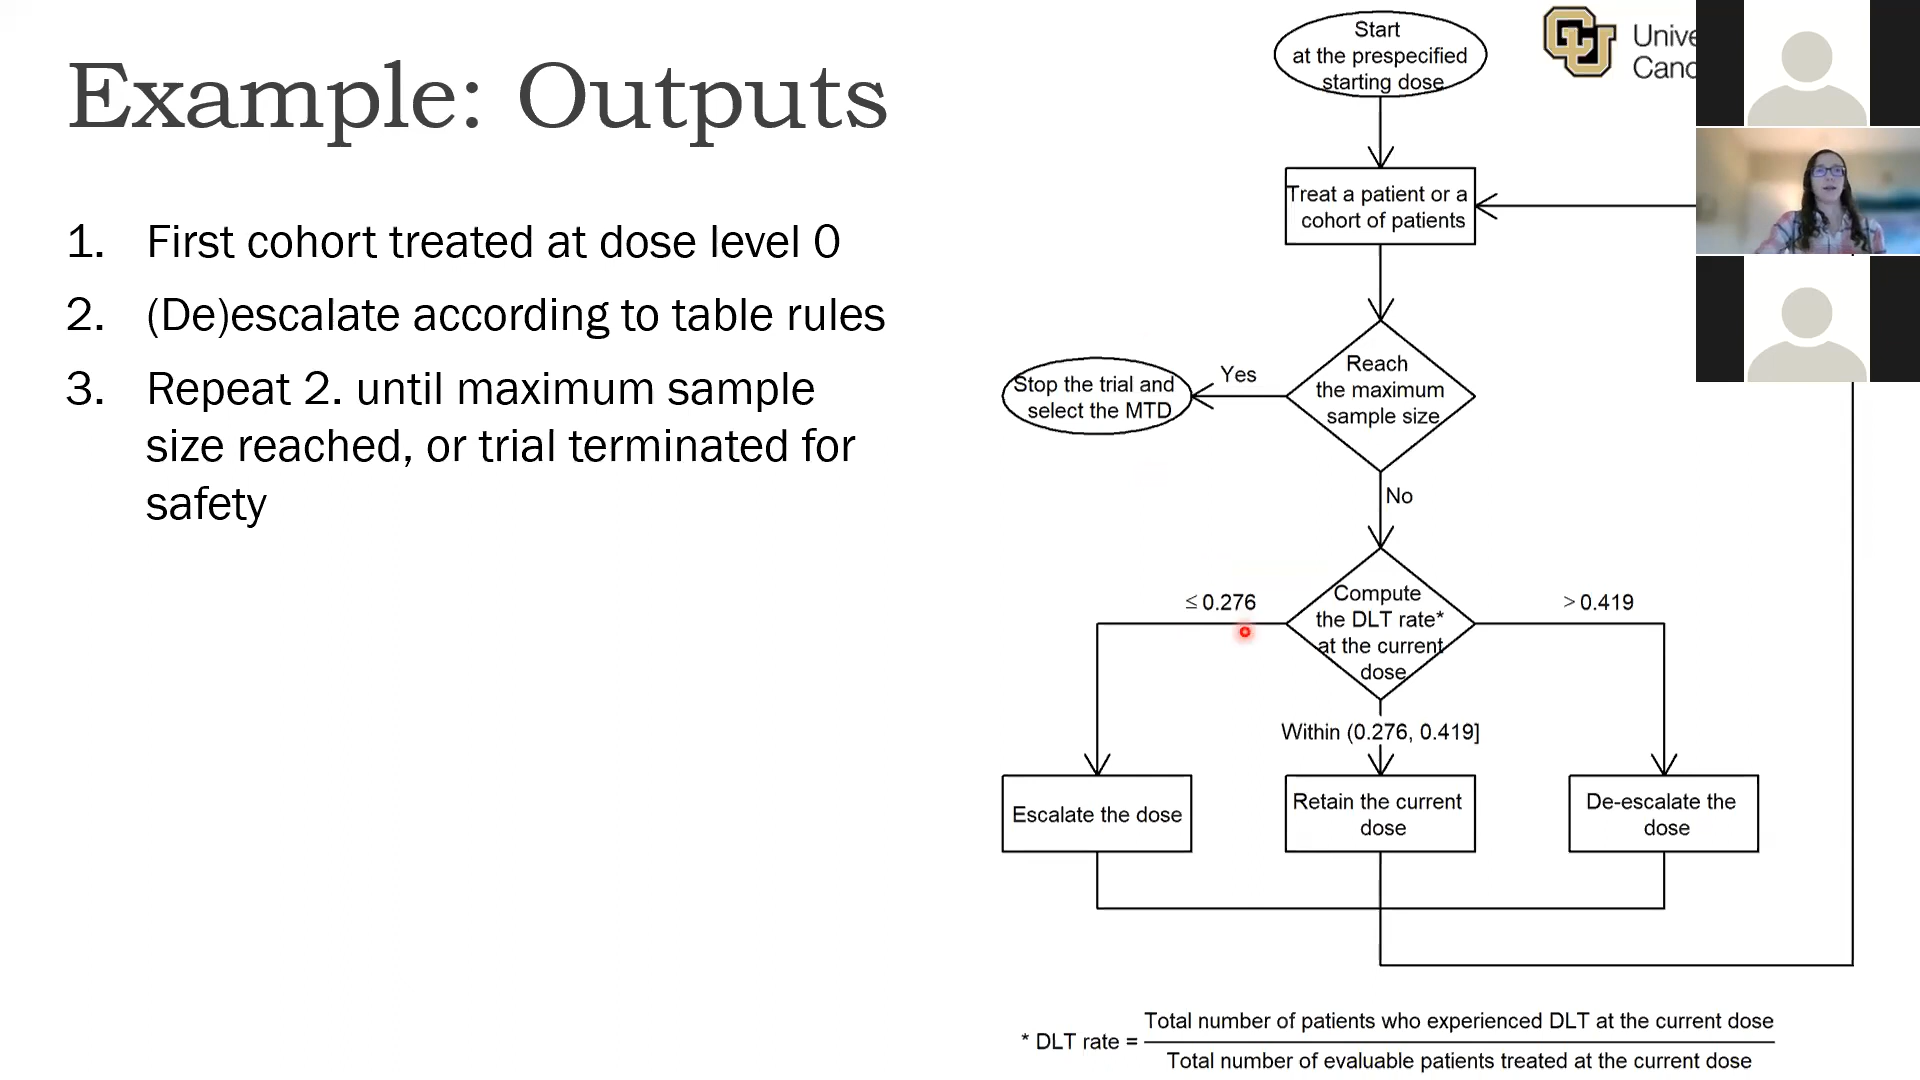 Example: Outputs
1. First cohort treated at dose level 0
2. (De)escalate according to table rules
3. Repeat 2. until maximum sample
size reached, or trial terminated for
safety
Start
at the prespecified
starting dose
Treat a patient or a
cohort of patients
Reach
the maximum
sample size
Yes
Stop the trial and
select the MTD
No
Compute
the DLT rate*
at the current
dose
≤ 0.276
> 0.419
Within (0.276, 0.419]
Escalate the dose
Retain the current
dose
De-escalate the
dose
* DLT rate =
Total number of patients who experienced DLT at the current dose
Total number of evaluable patients treated at the current dose
CU